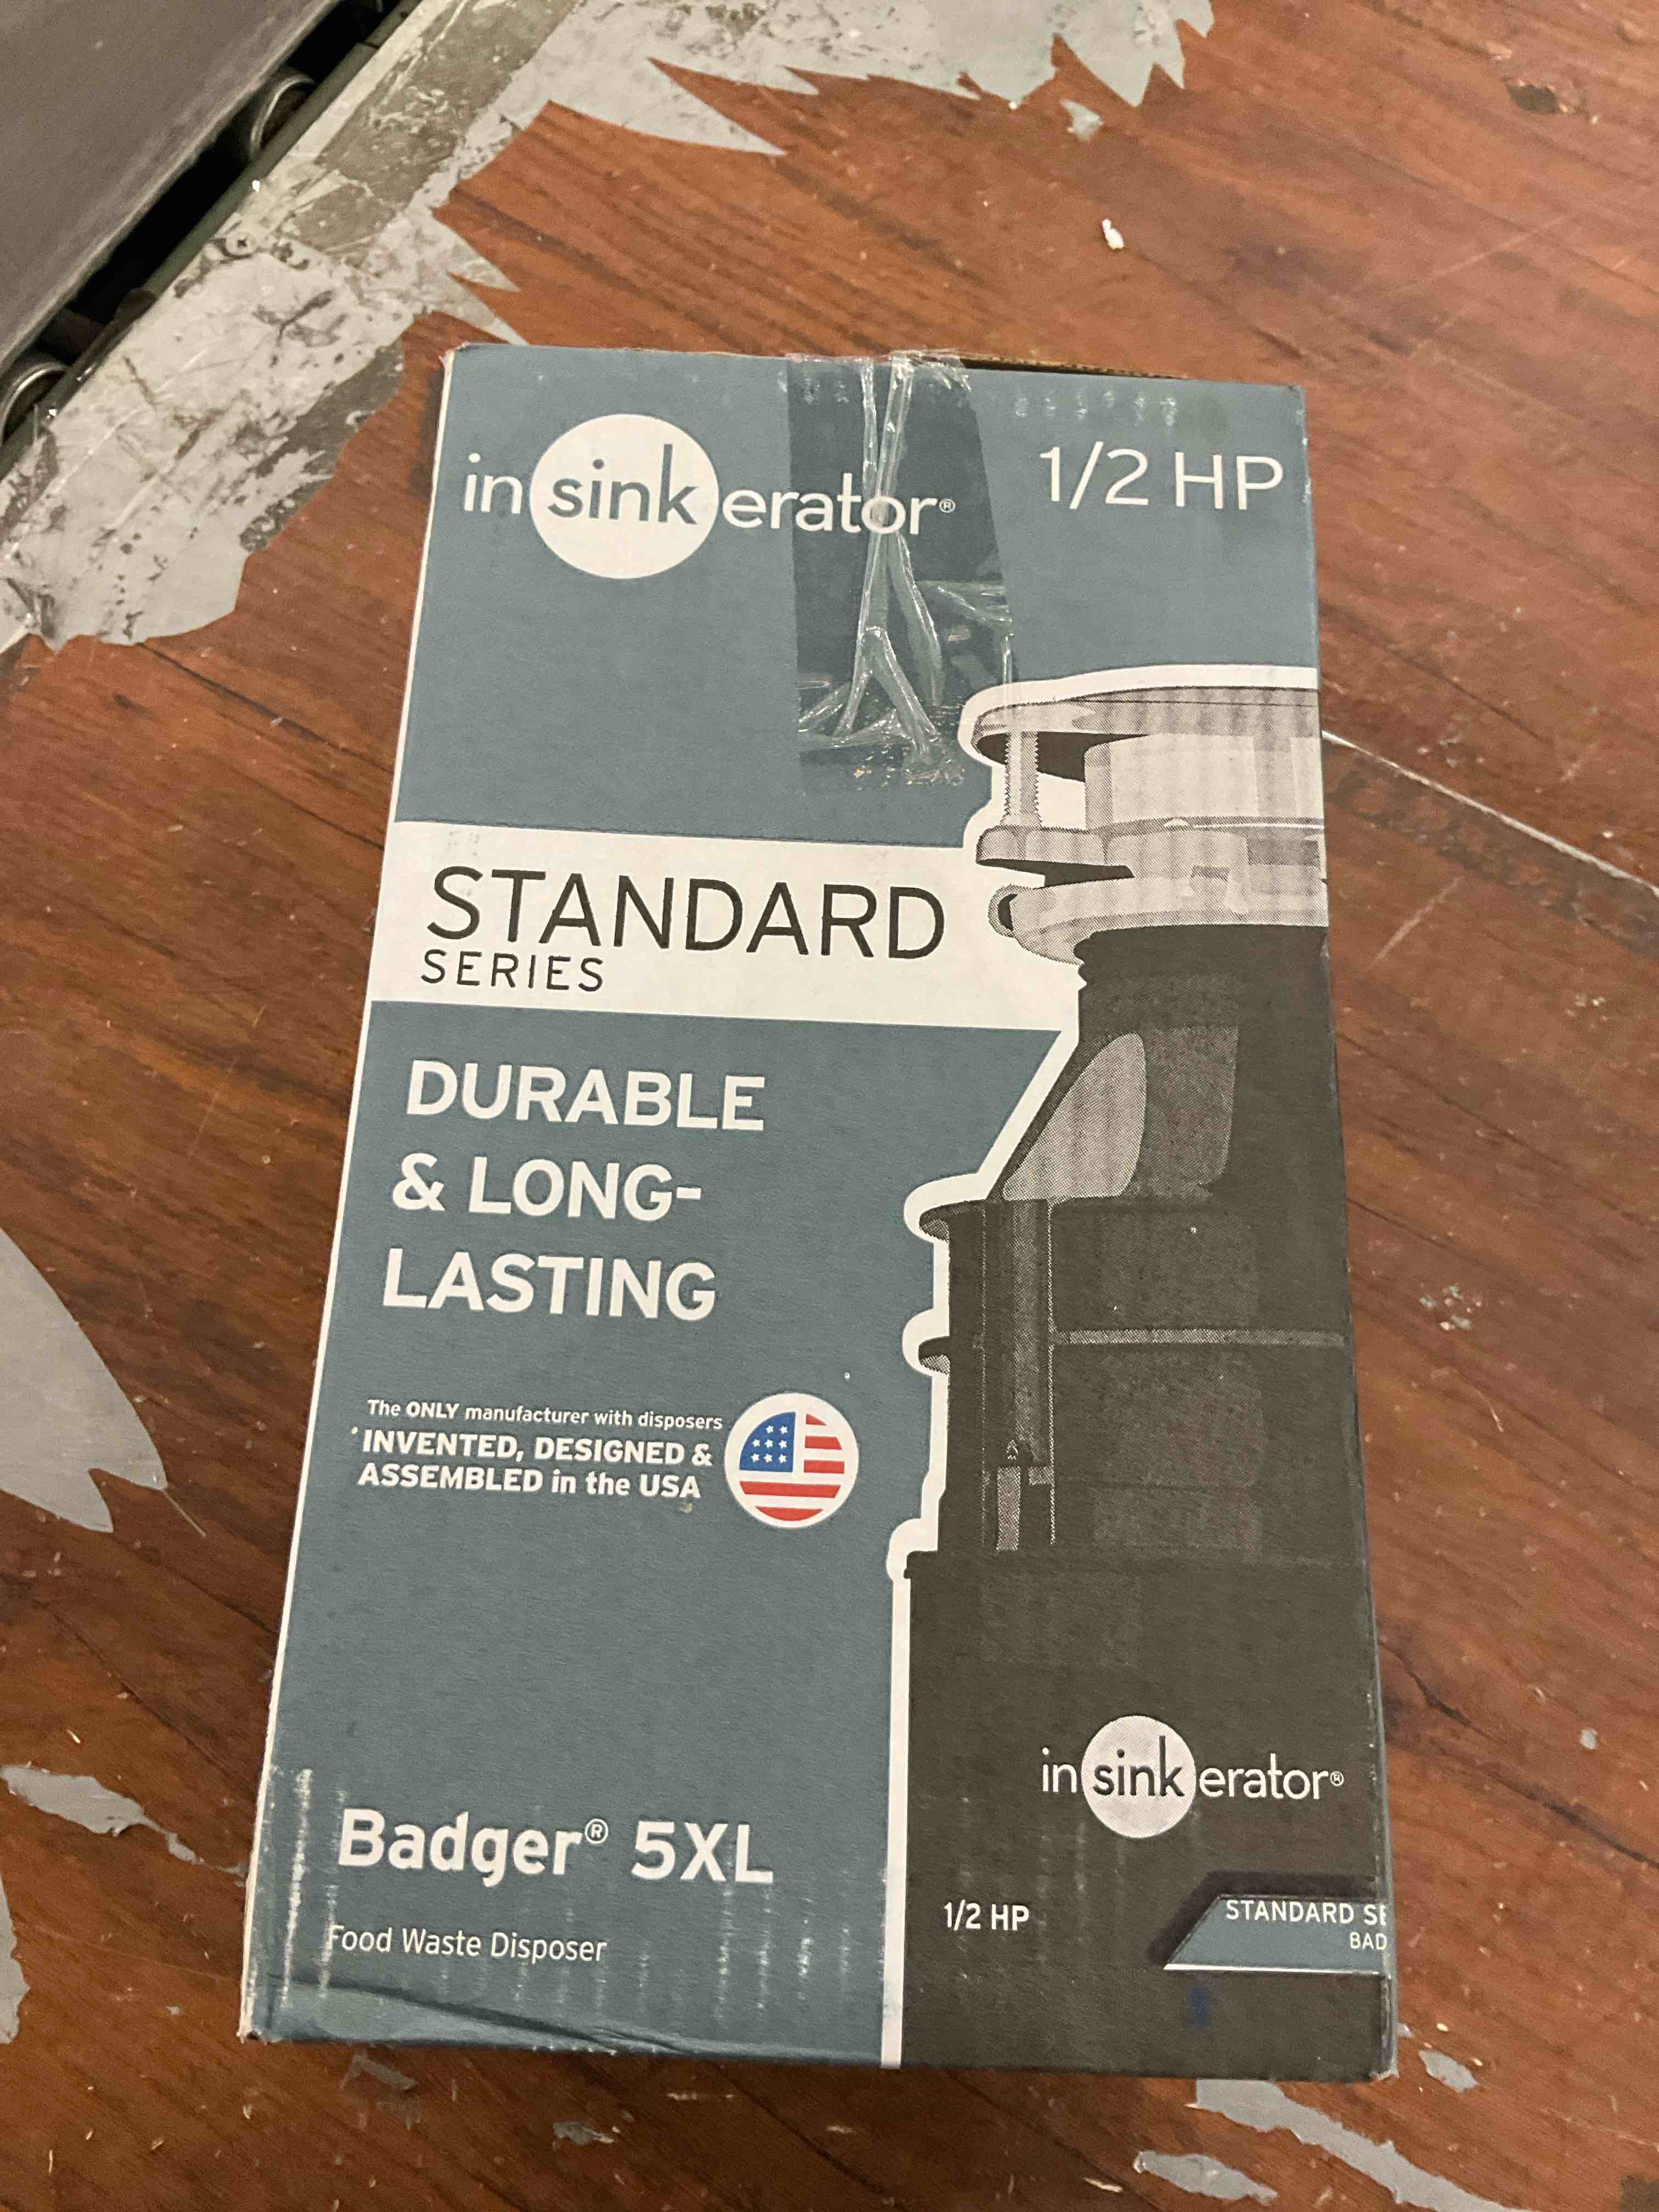 insinkerator®
1/2 HP
STANDARD
SERIES
DURABLE
& LONG-
LASTING
The ONLY manufacturer with disposers
*INVENTED, DESIGNED &
ASSEMBLED in the USA
insinkerator®
Badger® 5XL
Food Waste Disposer
1/2 HP
STANDARD SE
BAD